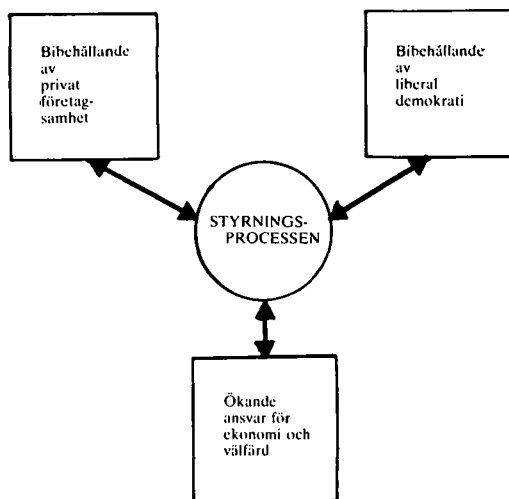 Bibehållande
av
privat
företag-
samhet
Bibehållande
av
liberal
demokrati
STYRNINGS-
PROCESSEN
Ökande
ansvar för
ekonomi och
välfärd